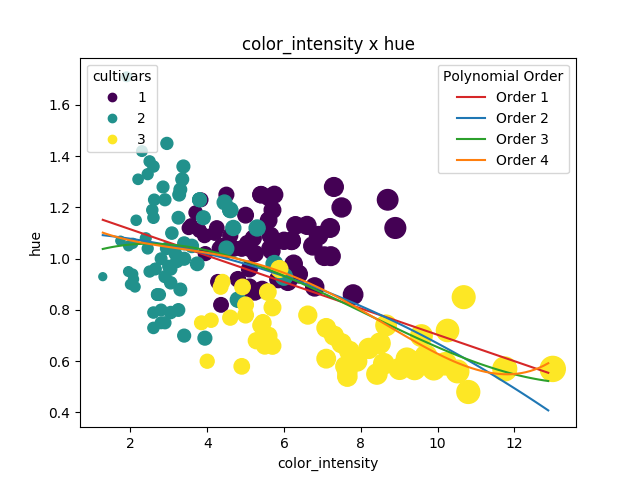 color_intensity x hue
cultivars
1
2
3
Polynomial Order
Order 1
Order 2
Order 3
Order 4
hue
1.6
1.4
1.2
1.0
0.8
0.6
0.4
2 4 6 8 10 12
color_intensity